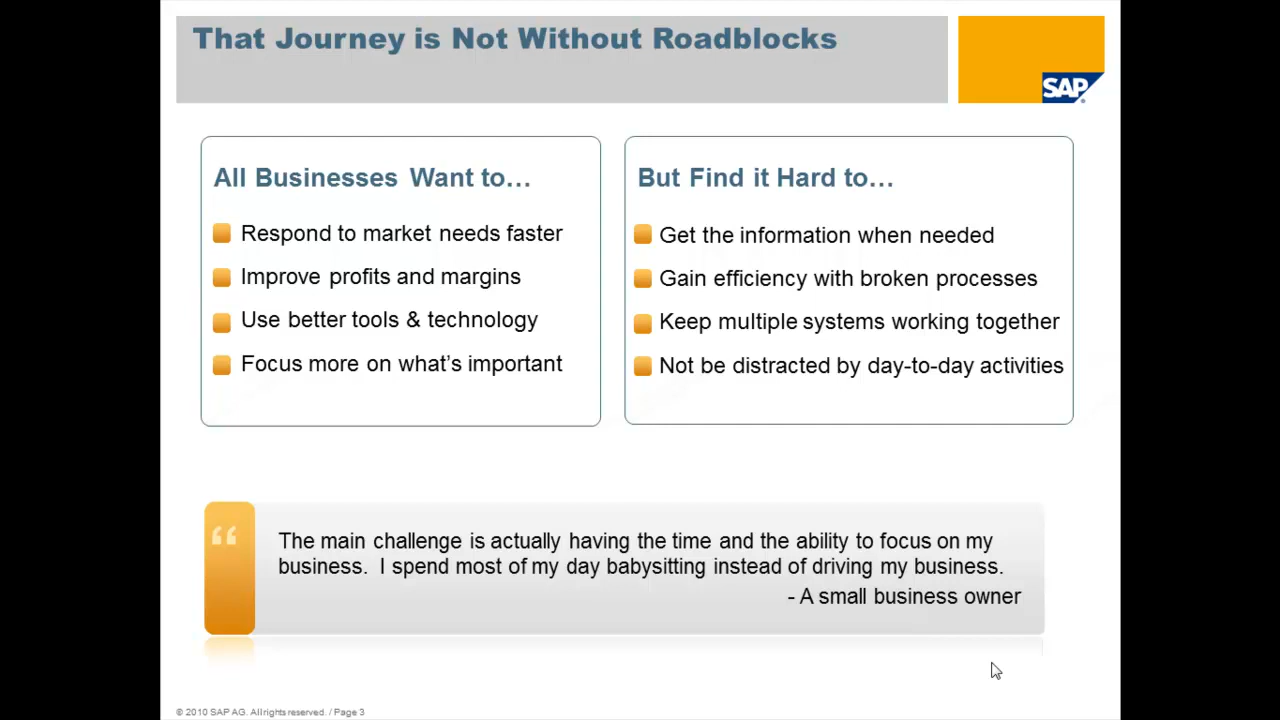 That Journey is Not Without Roadblocks
SAP
All Businesses Want to…
Respond to market needs faster
Improve profits and margins
Use better tools & technology
Focus more on what's important
But Find it Hard to…
Get the information when needed
Gain efficiency with broken processes
Keep multiple systems working together
Not be distracted by day-to-day activities
“
The main challenge is actually having the time and the ability to focus on my
business. I spend most of my day babysitting instead of driving my business.
- A small business owner
© 2010 SAP AG. All rights reserved. / Page 3